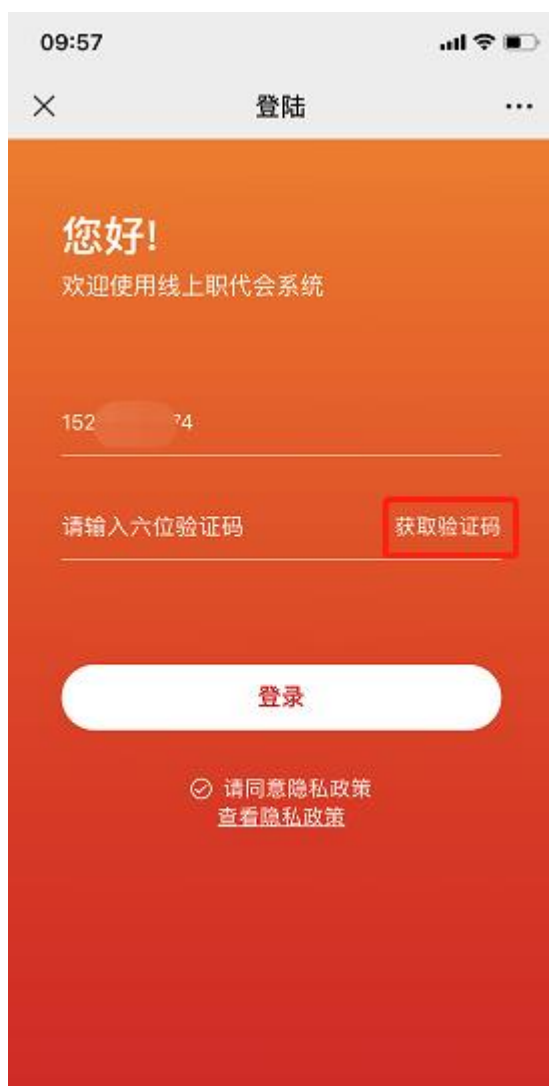 09:57
登陆
您好!
欢迎使用线上职代会系统
152 74
请输入六位验证码 获取验证码
登录
请同意隐私政策
查看隐私政策